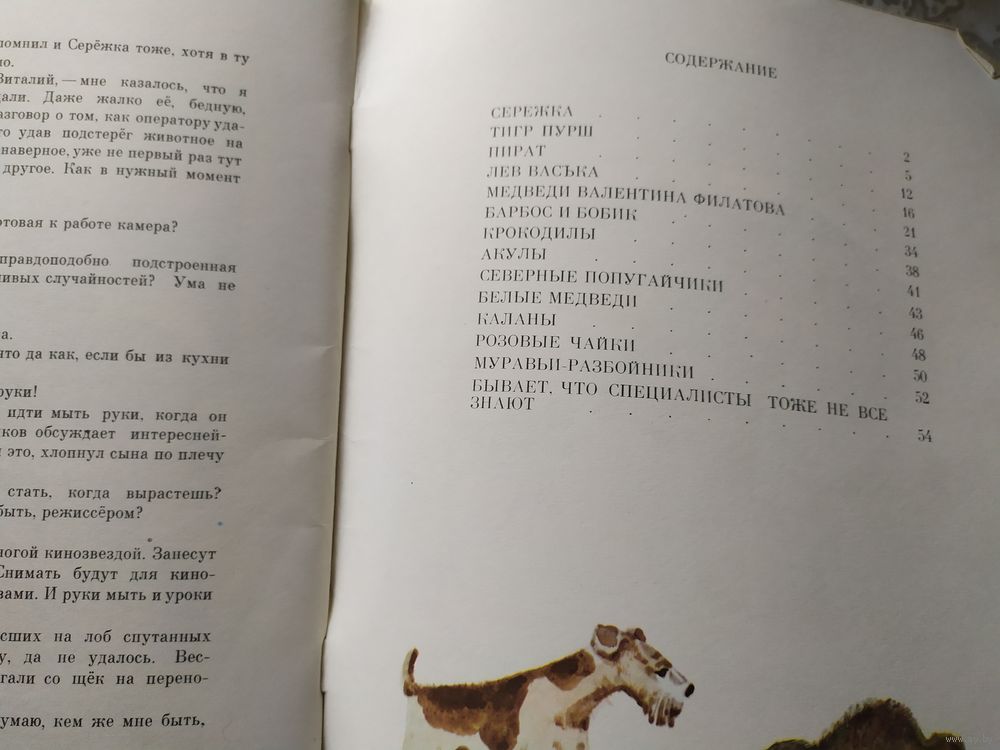 помнил и Серёжка тоже, хотя в ту
но.
Виталий, — мне казалось, что я
дали. Даже жалко её, бедную,
азговор о том, как оператору уда-
то удав подстерёг животное на
наверное, уже не первый раз тут
другое. Как в нужный момент
отовая к работе камера?
правдоподобно подстроенная
ливых случайностей? Ума не
а.
что да как, если бы из кухни
руки!
идти мыть руки, когда он
ков обсуждает интересней-
это, хлопнул сына по плечу
стать, когда вырастешь?
быть, режиссёром?
ногой кинозвездой. Занесут
Снимать будут для кино-
вами. И руки мыть и уроки
сших на лоб спутанных
у, да не удалось. Вес-
гали со щёк на перено-
умаю, кем же мне быть,
СОДЕРЖАНИЕ
СЕРЕЖКА . . . . . . 2
ТИГР ПУРШ . . . . . . 5
ПИРАТ . . . . . . 12
ЛЕВ ВАСЪКА . . . . . . 16
МЕДВЕДИ ВАЛЕНТИНА ФИЛАТОВА . . . 21
БАРБОС И БОБИК . . . . . . 34
КРОКОДИЛЫ . . . . . . 38
АКУЛЫ . . . . . . 41
СЕВЕРНЫЕ ПОПУГАЙЧИКИ . . . . 43
БЕЛЫЕ МЕДВЕДИ . . . . . . 46
КАЛАНЫ . . . . . . 48
РОЗОВЫЕ ЧАЙКИ . . . . . . 50
МУРАВЬИ-РАЗБОЙНИКИ . . . . . 52
БЫВАЕТ, ЧТО СПЕЦИАЛИСТЫ ТОЖЕ НЕ ВСЕ
ЗНАЮТ . . . . . . 54